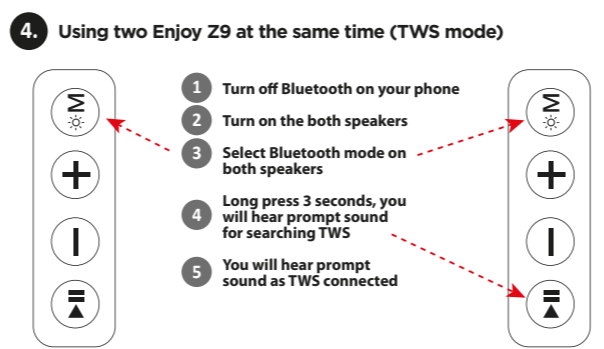 4. Using two Enjoy Z9 at the same time (TWS mode)
1 Turn off Bluetooth on your phone
2 Turn on the both speakers
3 Select Bluetooth mode on
both speakers
4 Long press 3 seconds, you
will hear prompt sound
for searching TWS
5 You will hear prompt
sound as TWS connected
M
M